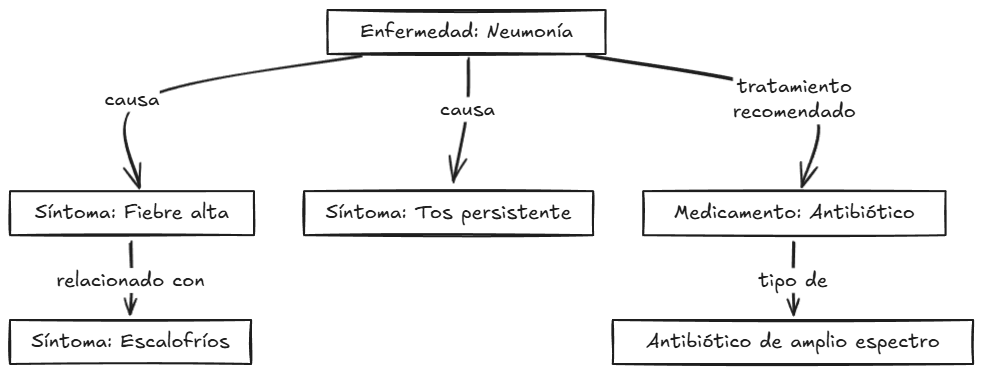 Enfermedad: Neumonía
causa
causa
tratamiento
recomendado
Síntoma: Fiebre alta
Síntoma: Tos persistente
Medicamento: Antibiótico
relacionado con
tipo de
Síntoma: Escalofríos
Antibiótico de amplio espectro